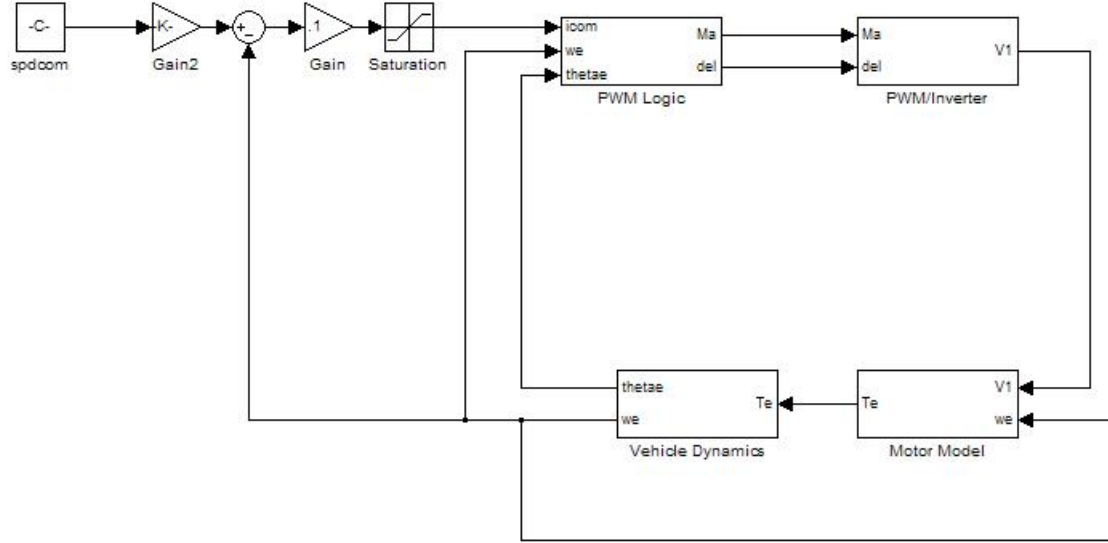 -C-
spdcom
-K-
Gain2
+
_
.1
Gain
Saturation
icom
we
thetae
Ma
del
PWM Logic
Ma
del
V1
PWM/Inverter
thetae
we
Te
Vehicle Dynamics
Te
V1
we
Motor Model